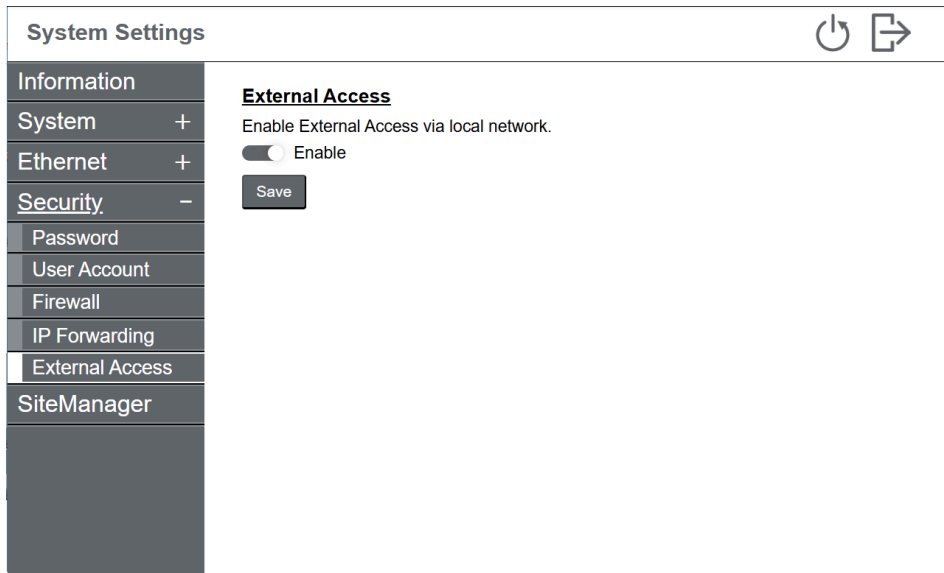 System Settings
Information
System +
Ethernet +
Security −
Password
User Account
Firewall
IP Forwarding
External Access
SiteManager
External Access
Enable External Access via local network.
Enable
Save